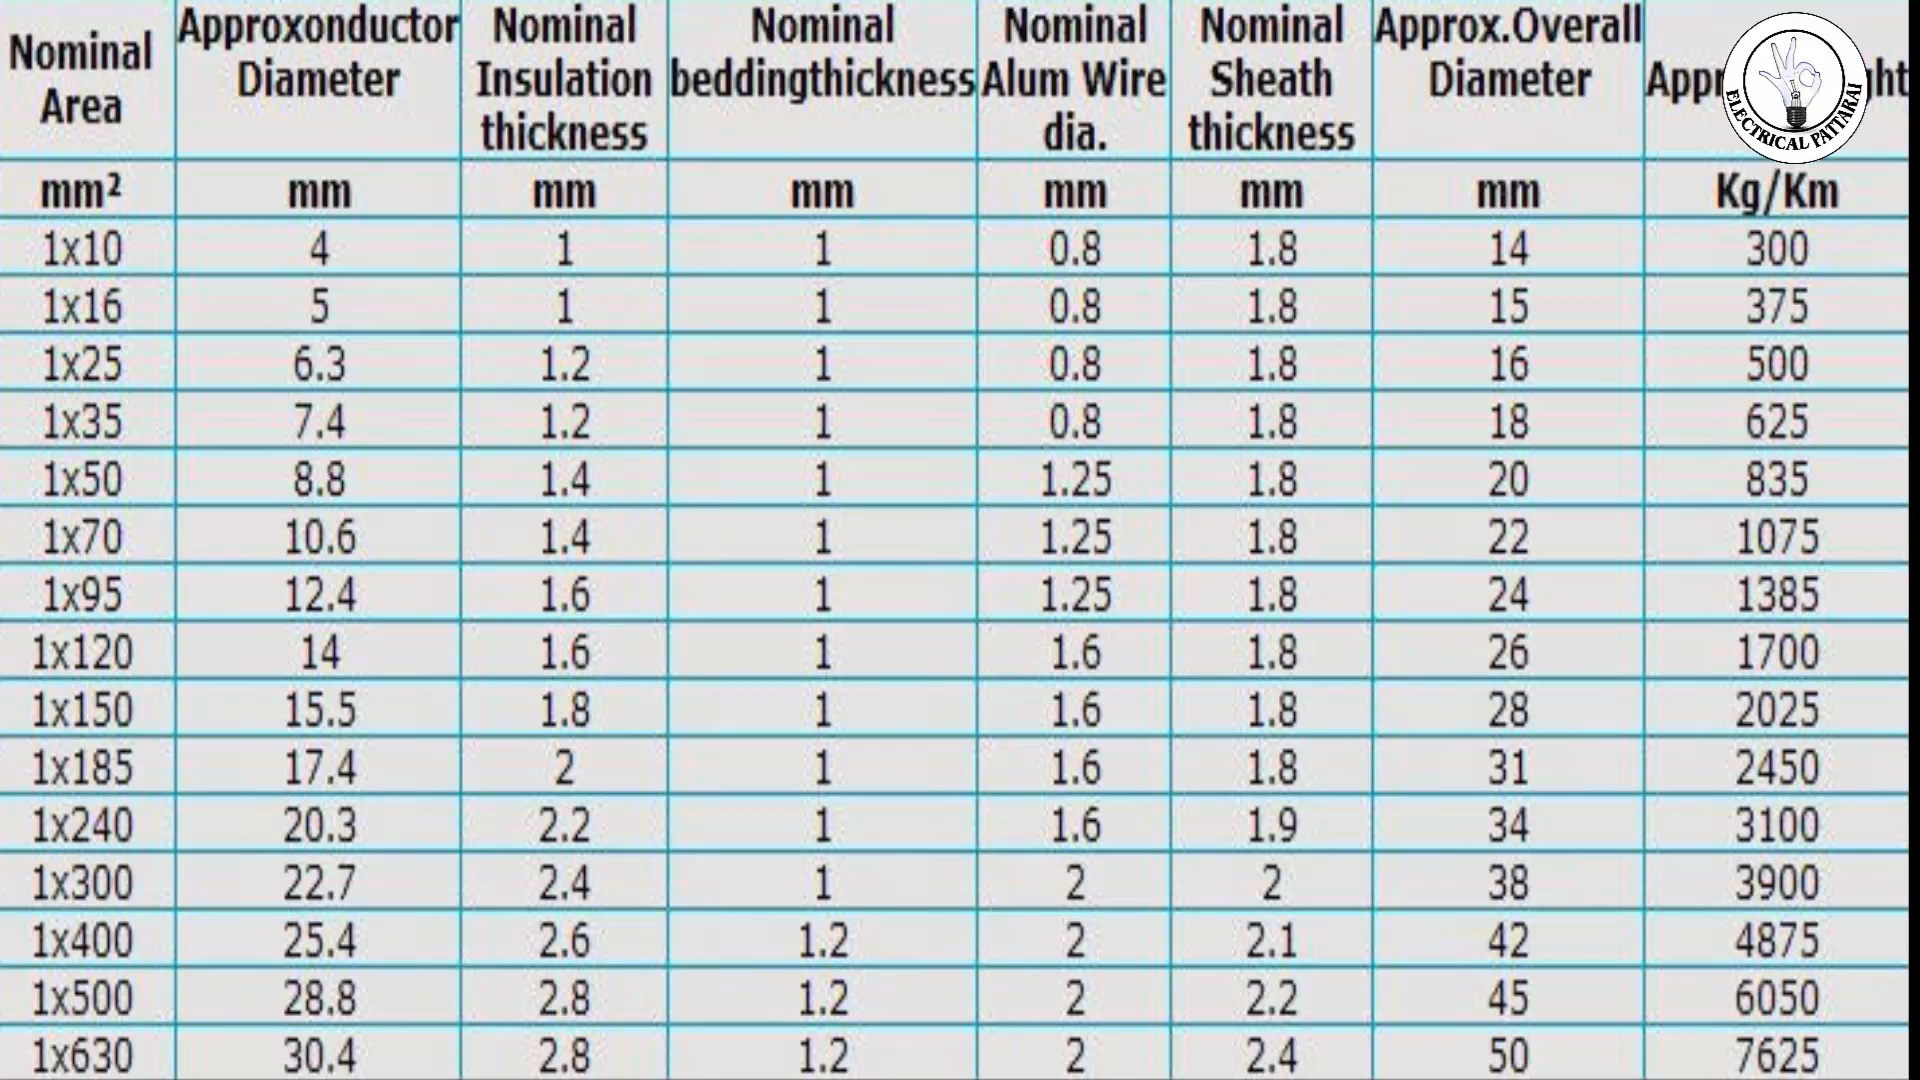 Nominal Area Approxonductor Diameter Nominal Insulation thickness Nominal beddingthickness Nominal Alum Wire dia. Nominal Sheath thickness Approx.Overall Diameter
ELECTRICAL PATTARAI
mm² mm mm mm mm mm mm Kg/Km
1x10 4 1 1 0.8 1.8 14 300
1x16 5 1 1 0.8 1.8 15 375
1x25 6.3 1.2 1 0.8 1.8 16 500
1x35 7.4 1.2 1 0.8 1.8 18 625
1x50 8.8 1.4 1 1.25 1.8 20 835
1x70 10.6 1.4 1 1.25 1.8 22 1075
1x95 12.4 1.6 1 1.25 1.8 24 1385
1x120 14 1.6 1 1.6 1.8 26 1700
1x150 15.5 1.8 1 1.6 1.8 28 2025
1x185 17.4 2 1 1.6 1.8 31 2450
1x240 20.3 2.2 1 1.6 1.9 34 3100
1x300 22.7 2.4 1 2 2 38 3900
1x400 25.4 2.6 1.2 2 2.1 42 4875
1x500 28.8 2.8 1.2 2 2.2 45 6050
1x630 30.4 2.8 1.2 2 2.4 50 7625